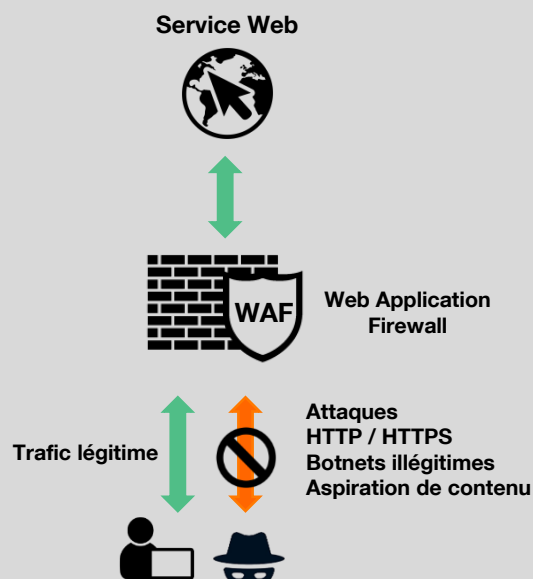 Service Web
WAF
Web Application
Firewall
Trafic légitime
Attaques
HTTP / HTTPS
Botnets illégitimes
Aspiration de contenu